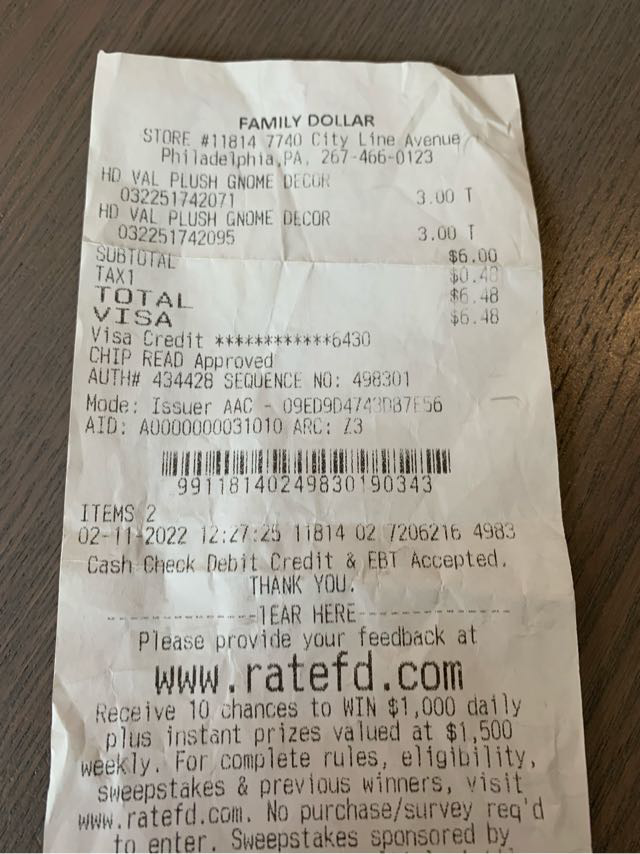 FAMILY DOLLAR
STORE #11814 7740 City Line Avenue
Philadelphia,PA, 267-466-0123
HD VAL PLUSH GNOME DECOR
032251742071 3.00 T
HD VAL PLUSH GNOME DECOR
032251742095 3.00 T
SUBTOTAL $6.00
TAX1 $0.48
TOTAL $6.48
VISA $6.48
Visa Credit ************6430
CHIP READ Approved
AUTH# 434428 SEQUENCE NO: 498301
Mode: Issuer AAC - 09ED9D4743D87E56
AID: A0000000031010 ARC: Z3
99118140249830190343
ITEMS 2
02-11-2022 12:27:25 11814 02 7206216 4983
Cash Check Debit Credit & EBT Accepted.
THANK YOU.
--------------TEAR HERE--------------
Please provide your feedback at
www.ratefd.com
Receive 10 chances to WIN $1,000 daily
plus instant prizes valued at $1,500
weekly. For complete rules, eligibility,
sweepstakes & previous winners, visit
www.ratefd.com. No purchase/survey req'd
to enter. Sweepstakes sponsored by